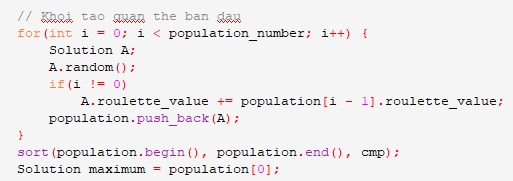 // Khoi tao quan the ban dau
for(int i = 0; i < population_number; i++) {
    Solution A;
    A.random();
    if(i != 0)
        A.roulette_value += population[i - 1].roulette_value;
    population.push_back(A);
}
sort(population.begin(), population.end(), cmp);
Solution maximum = population[0];